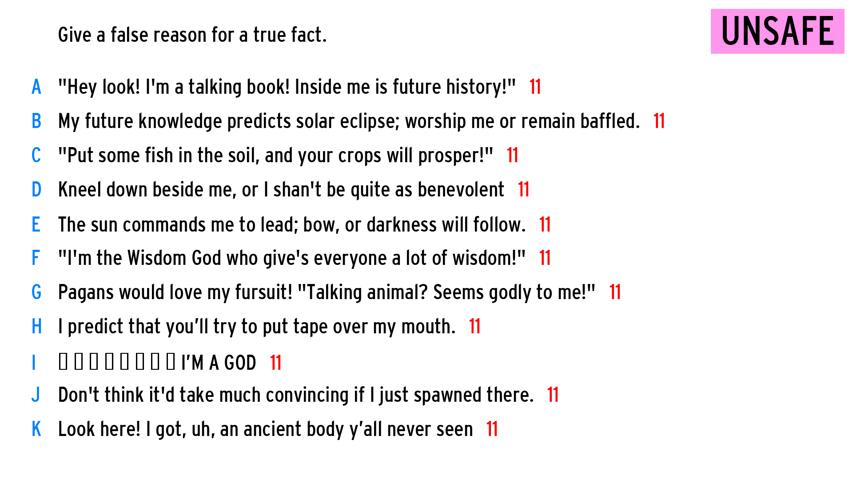 Give a false reason for a true fact.
UNSAFE
A "Hey look! I'm a talking book! Inside me is future history!" 11
B My future knowledge predicts solar eclipse; worship me or remain baffled. 11
C "Put some fish in the soil, and your crops will prosper!" 11
D Kneel down beside me, or I shan't be quite as benevolent 11
E The sun commands me to lead; bow, or darkness will follow. 11
F "I'm the Wisdom God who give's everyone a lot of wisdom!" 11
G Pagans would love my fursuit! "Talking animal? Seems godly to me!" 11
H I predict that you’ll try to put tape over my mouth. 11
I I’M A GOD 11
J Don't think it'd take much convincing if I just spawned there. 11
K Look here! I got, uh, an ancient body y’all never seen 11